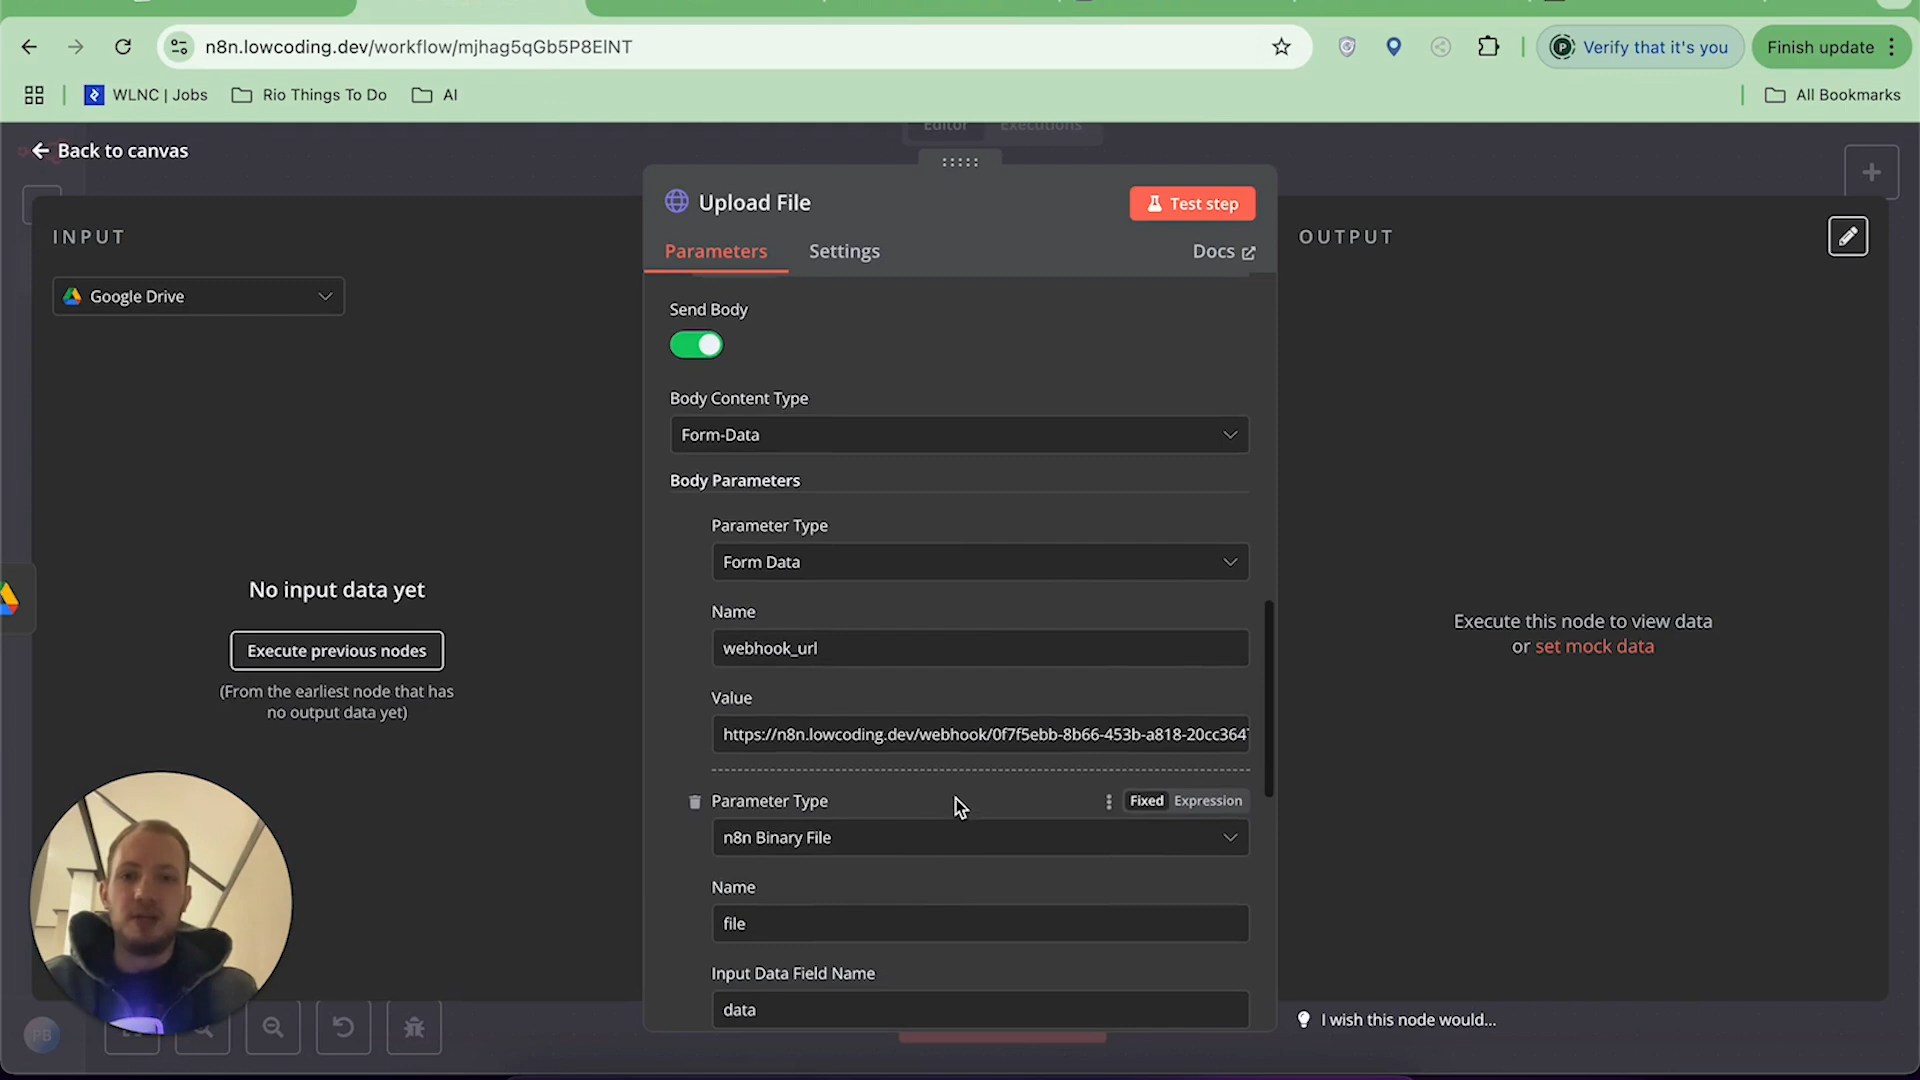 n8n.lowcoding.dev/workflow/mjhag5qGb5P8ElNT
Verify that it's you
Finish update
WLNC | Jobs
Rio Things To Do
AI
All Bookmarks
Editor
Executions
Back to canvas
Upload File
Test step
INPUT
Parameters
Settings
Docs
OUTPUT
Google Drive
Send Body
Body Content Type
Form-Data
Body Parameters
Parameter Type
Form Data
No input data yet
Name
Execute this node to view data
Execute previous nodes
webhook_url
or set mock data
(From the earliest node that has
no output data yet)
Value
https://n8n.lowcoding.dev/webhook/0f7f5ebb-8b66-453b-a818-20cc364
Parameter Type
Fixed
Expression
n8n Binary File
Name
file
Input Data Field Name
data
I wish this node would...
PB